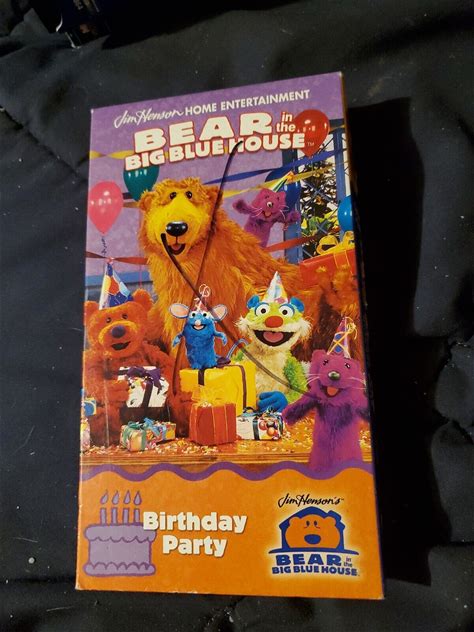 Jim Henson HOME ENTERTAINMENT
BEAR in the
BIG BLUE HOUSE™
Birthday
Party
Jim Henson's
BEAR in the
BIG BLUE HOUSE